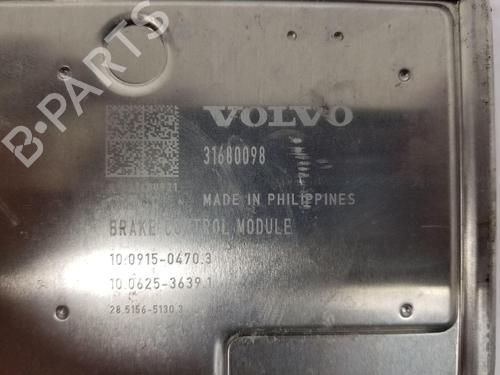 B-PARTS
VOLVO
31680098
MADE IN PHILIPPINES
BRAKE CONTROL MODULE
10.0915-0470.3
10.0625-3639.1
28.5156-5130.3